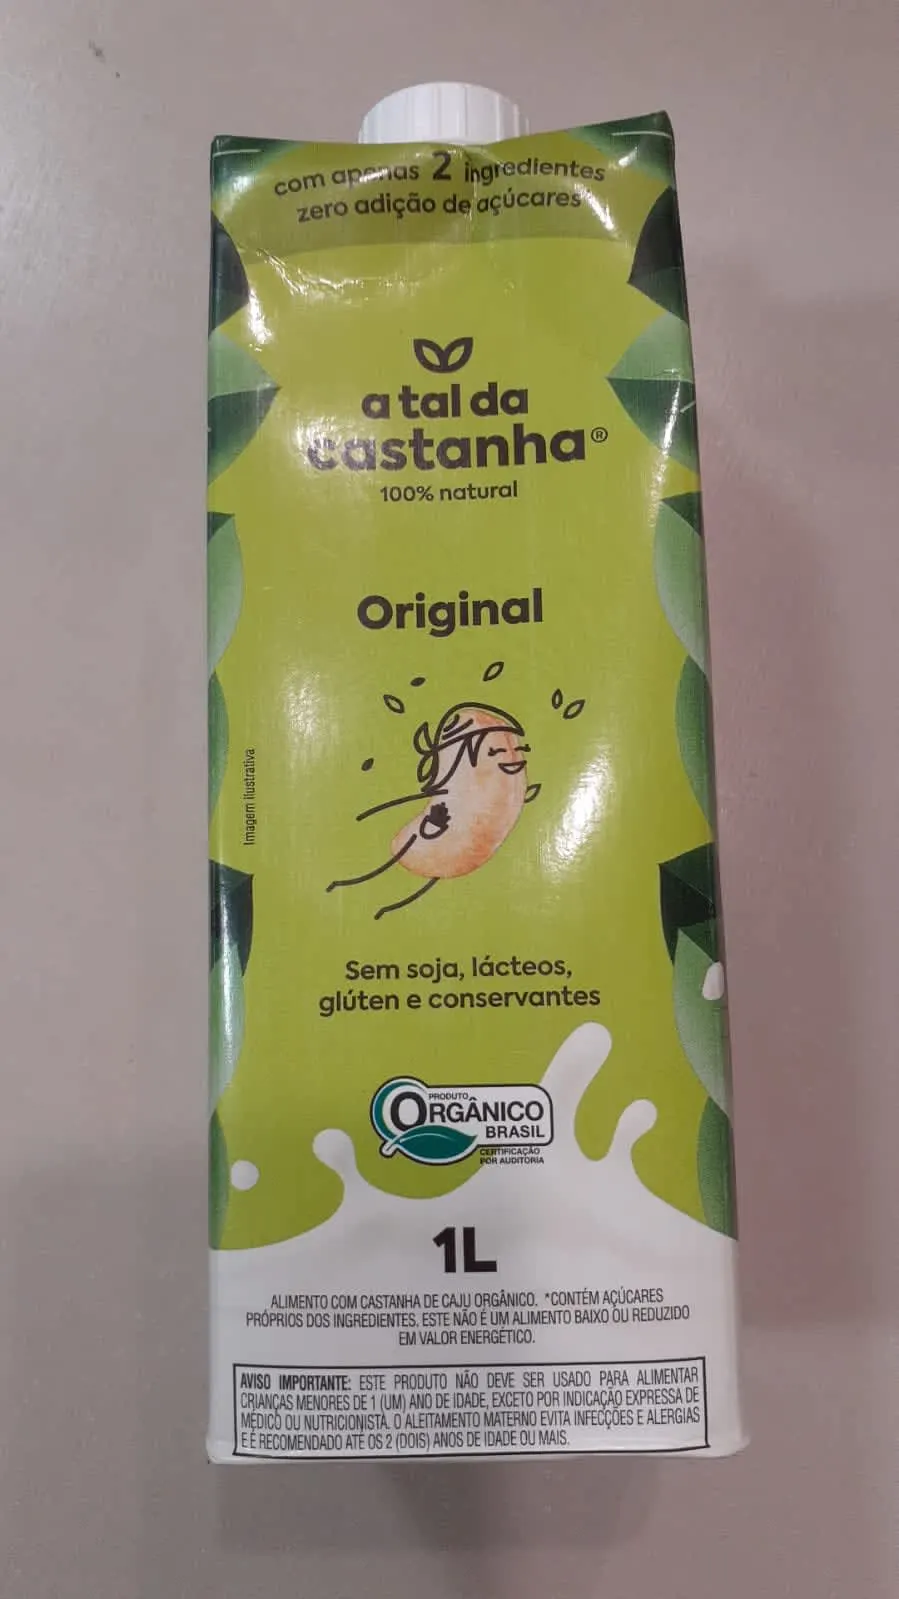 com apenas 2 ingredientes
zero adição de açúcares*
a tal da
castanha®
100% natural
Original
Imagem ilustrativa
Sem soja, lácteos,
glúten e conservantes
PRODUTO
ORGÂNICO
BRASIL
CERTIFICAÇÃO
POR AUDITORIA
1L
ALIMENTO COM CASTANHA DE CAJU ORGÂNICO. *CONTÉM AÇÚCARES
PRÓPRIOS DOS INGREDIENTES. ESTE NÃO É UM ALIMENTO BAIXO OU REDUZIDO
EM VALOR ENERGÉTICO.
AVISO IMPORTANTE: ESTE PRODUTO NÃO DEVE SER USADO PARA ALIMENTAR
CRIANÇAS MENORES DE 1 (UM) ANO DE IDADE, EXCETO POR INDICAÇÃO EXPRESSA DE
MÉDICO OU NUTRICIONISTA. O ALEITAMENTO MATERNO EVITA INFECÇÕES E ALERGIAS
E É RECOMENDADO ATÉ OS 2 (DOIS) ANOS DE IDADE OU MAIS.